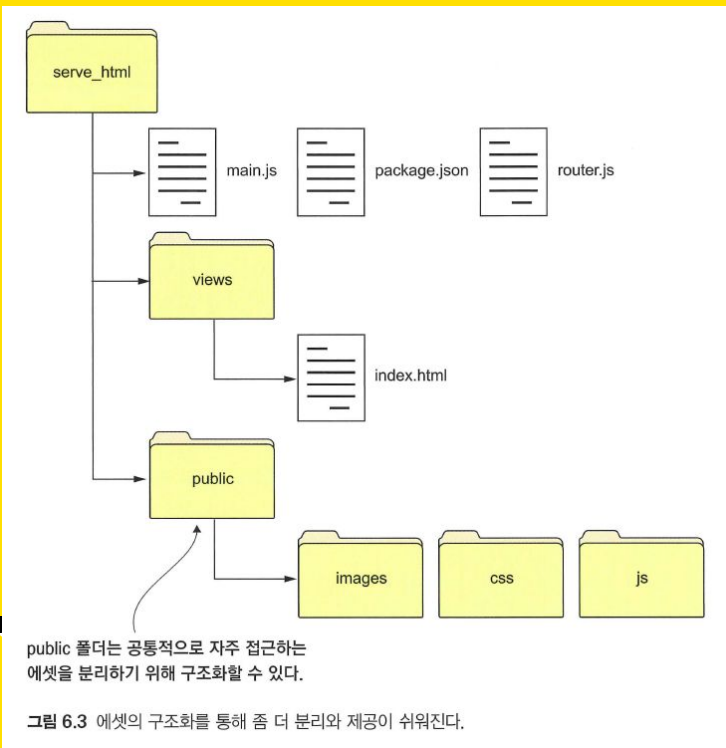 serve_html
main.js
package.json
router.js
views
index.html
public
images
css
js
public 폴더는 공통적으로 자주 접근하는
에셋을 분리하기 위해 구조화할 수 있다.
그림 6.3 에셋의 구조화를 통해 좀 더 분리와 제공이 쉬워진다.